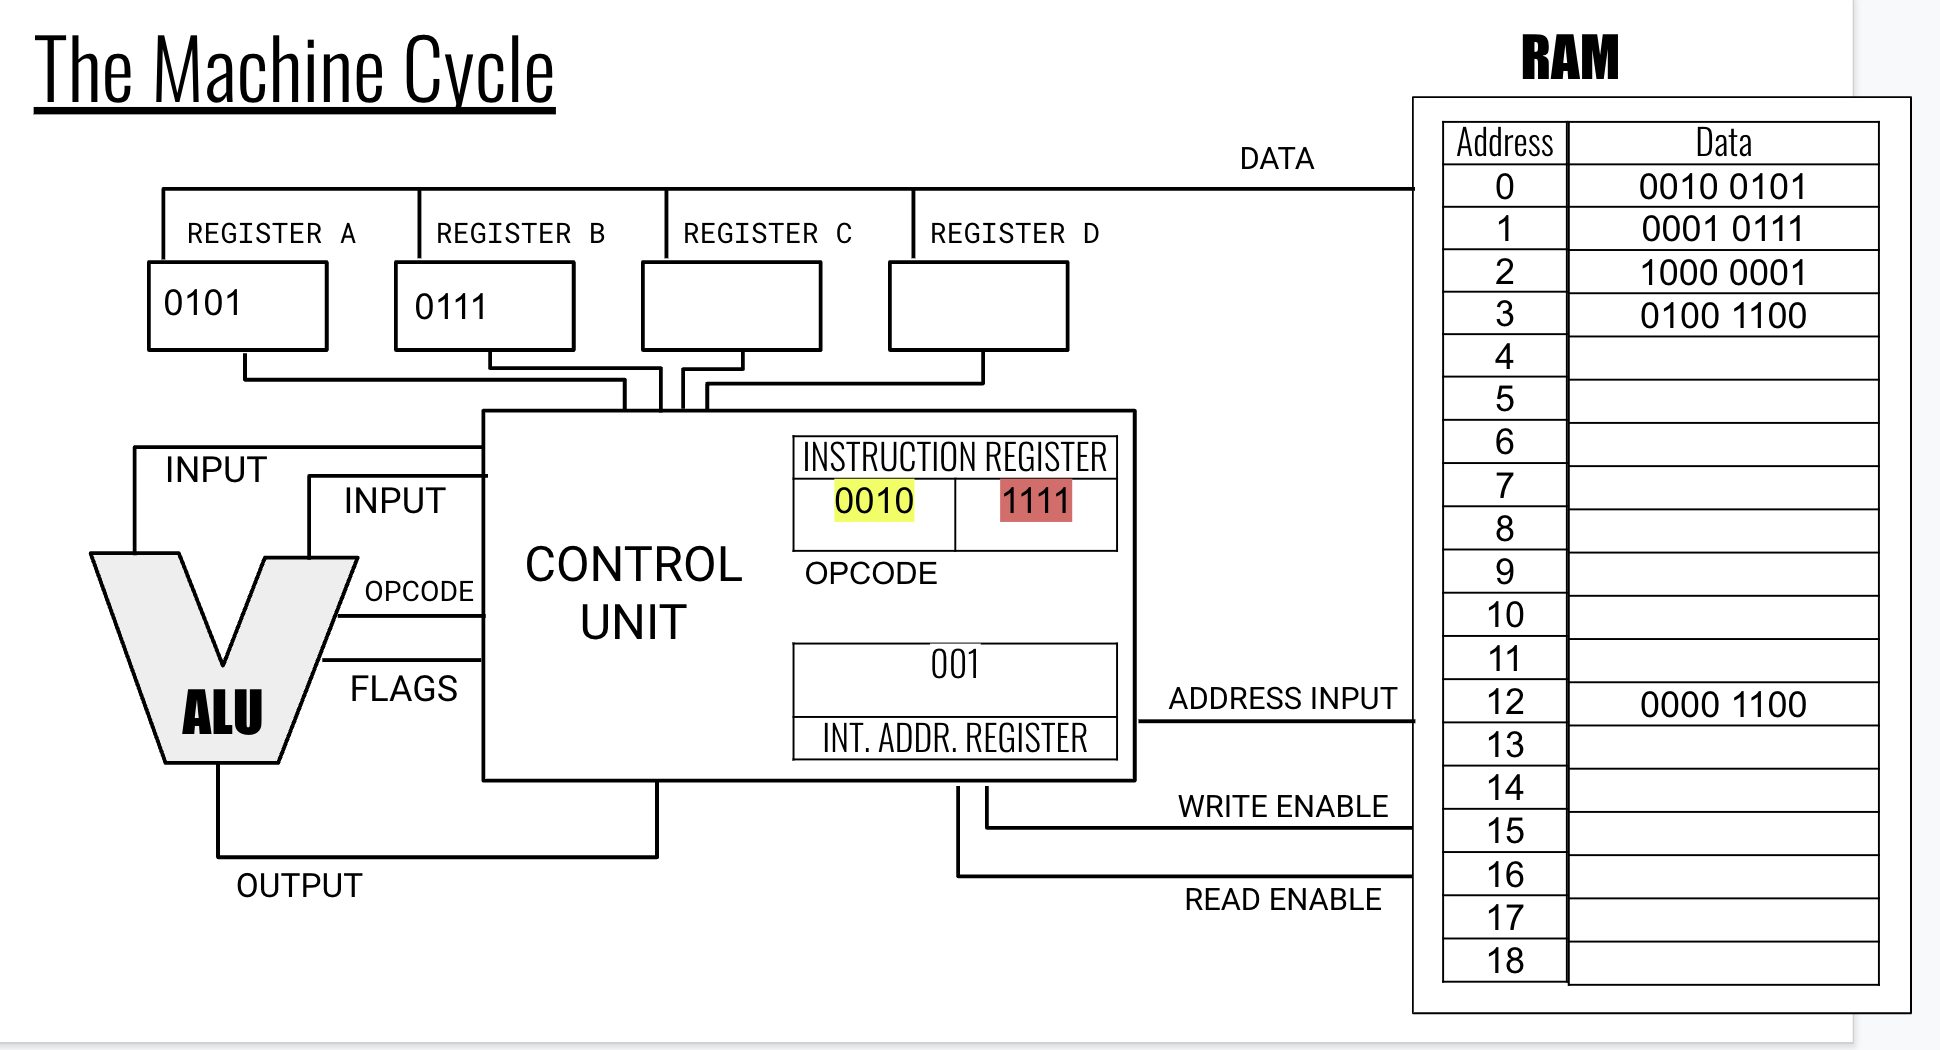 The Machine Cycle
RAM
DATA
REGISTER A
REGISTER B
REGISTER C
REGISTER D
0101
0111
INPUT
INPUT
OPCODE
FLAGS
ALU
OUTPUT
CONTROL
UNIT
INSTRUCTION REGISTER
0010 1111
OPCODE
001
INT. ADDR. REGISTER
ADDRESS INPUT
WRITE ENABLE
READ ENABLE
Address Data
0 0010 0101
1 0001 0111
2 1000 0001
3 0100 1100
4
5
6
7
8
9
10
11
12 0000 1100
13
14
15
16
17
18